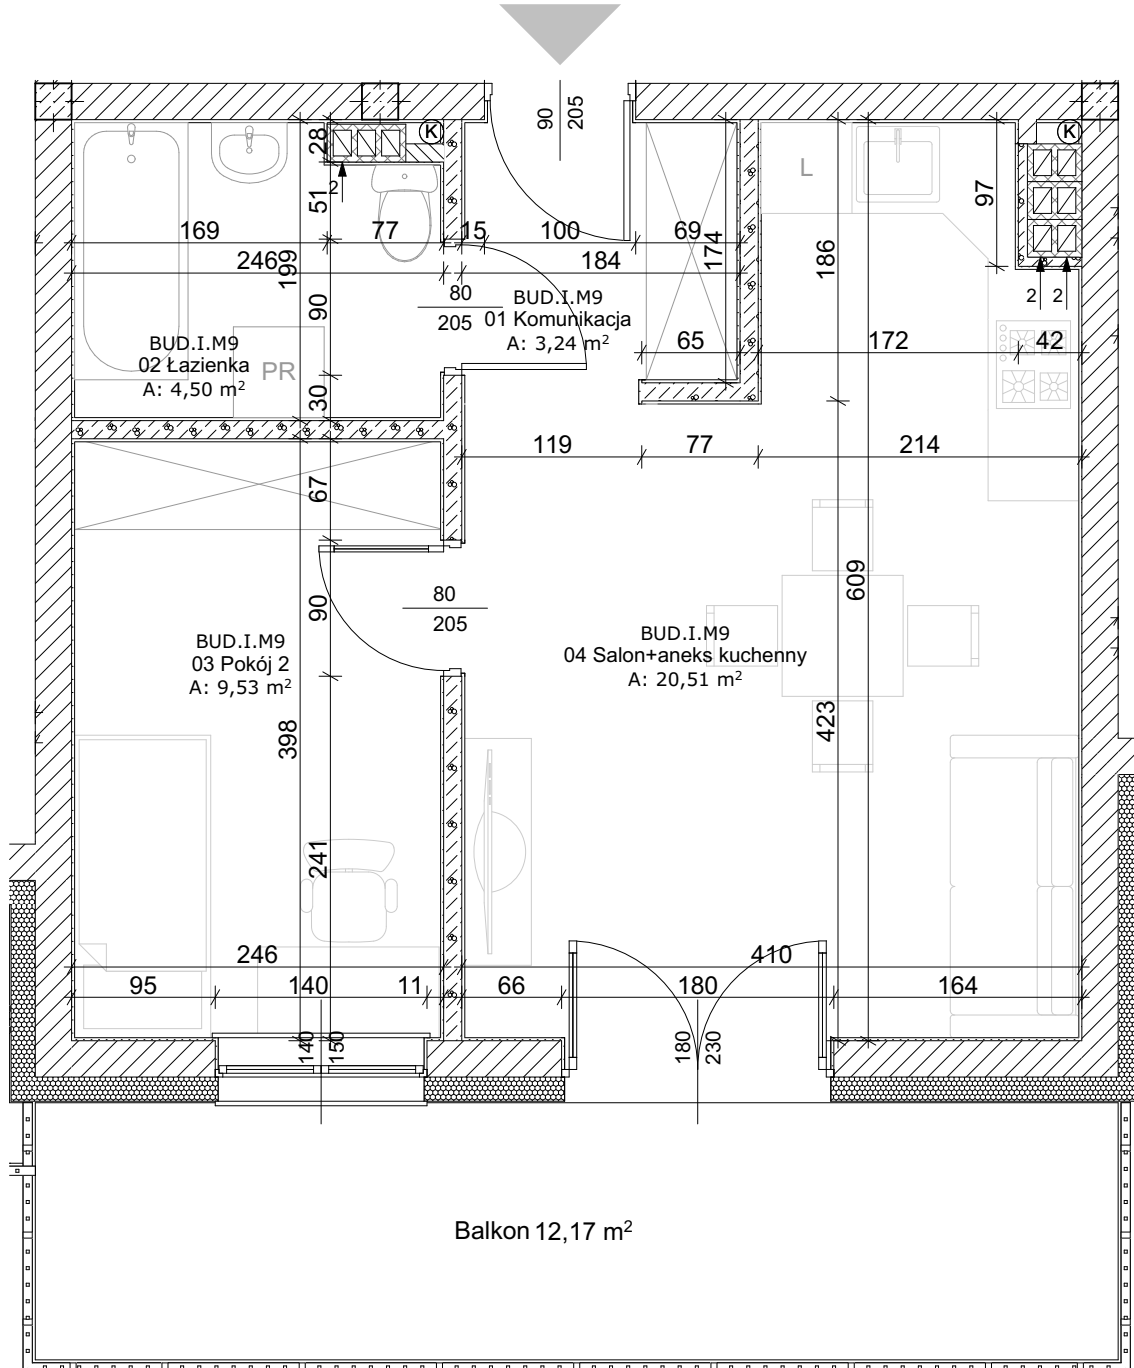 90
205
K
K
28
2
51
L
97
169
77
15
100
69
174
186
246
199
184
2
2
80
205
90
BUD.I.M9
01 Komunikacja
A: 3,24 m²
BUD.I.M9
02 Łazienka
A: 4,50 m²
PR
65
172
42
30
119
77
214
67
90
80
205
609
BUD.I.M9
03 Pokój 2
A: 9,53 m²
BUD.I.M9
04 Salon+aneks kuchenny
A: 20,51 m²
398
423
241
246
410
95
140
11
66
180
164
140
150
180
230
Balkon 12,17 m²